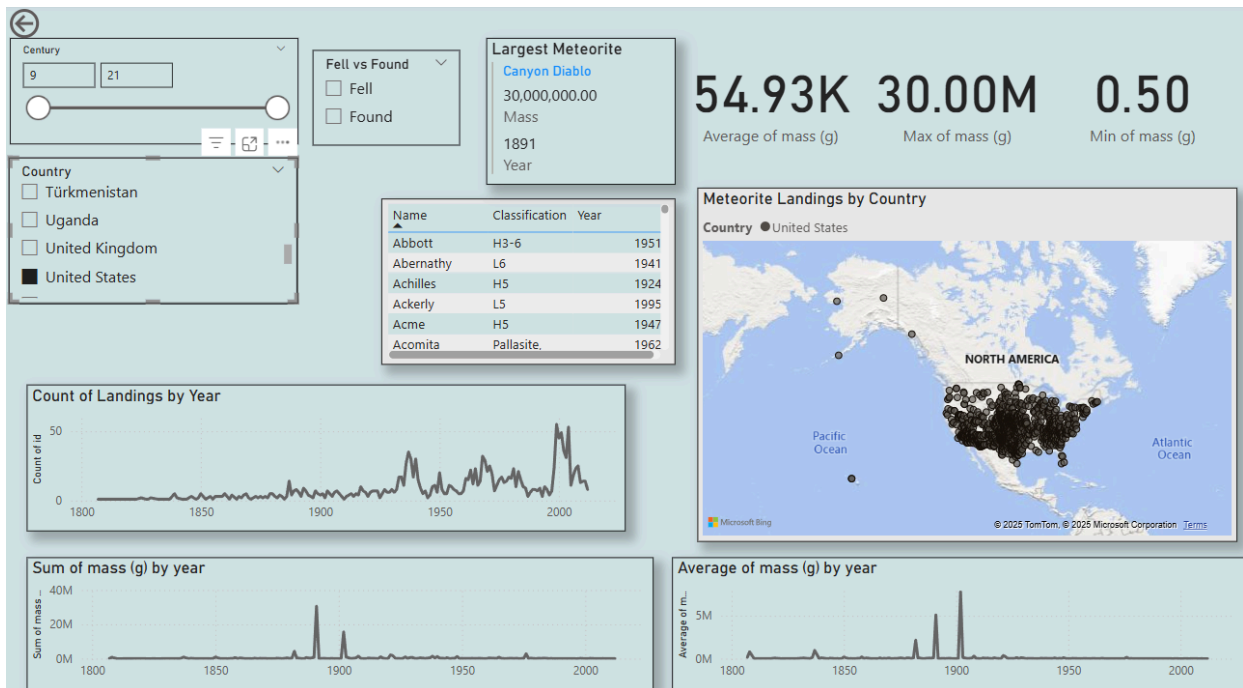 Century
9
21
Fell vs Found
Fell
Found
Largest Meteorite
Canyon Diablo
30,000,000.00
Mass
1891
Year
54.93K
Average of mass (g)
30.00M
Max of mass (g)
0.50
Min of mass (g)
Country
Türkmenistan
Uganda
United Kingdom
United States
Name Classification Year
Abbott H3-6 1951
Abernathy L6 1941
Achilles H5 1924
Ackerly L5 1995
Acme H5 1947
Acomita Pallasite, 1962
Meteorite Landings by Country
Country United States
NORTH AMERICA
Pacific
Ocean
Atlantic
Ocean
Microsoft Bing
© 2025 TomTom, © 2025 Microsoft Corporation Terms
Count of Landings by Year
Count of id
50
0
1800 1850 1900 1950 2000
Sum of mass (g) by year
Sum of mass ...
40M
20M
0M
1800 1850 1900 1950 2000
Average of mass (g) by year
Average of m...
5M
0M
1800 1850 1900 1950 2000